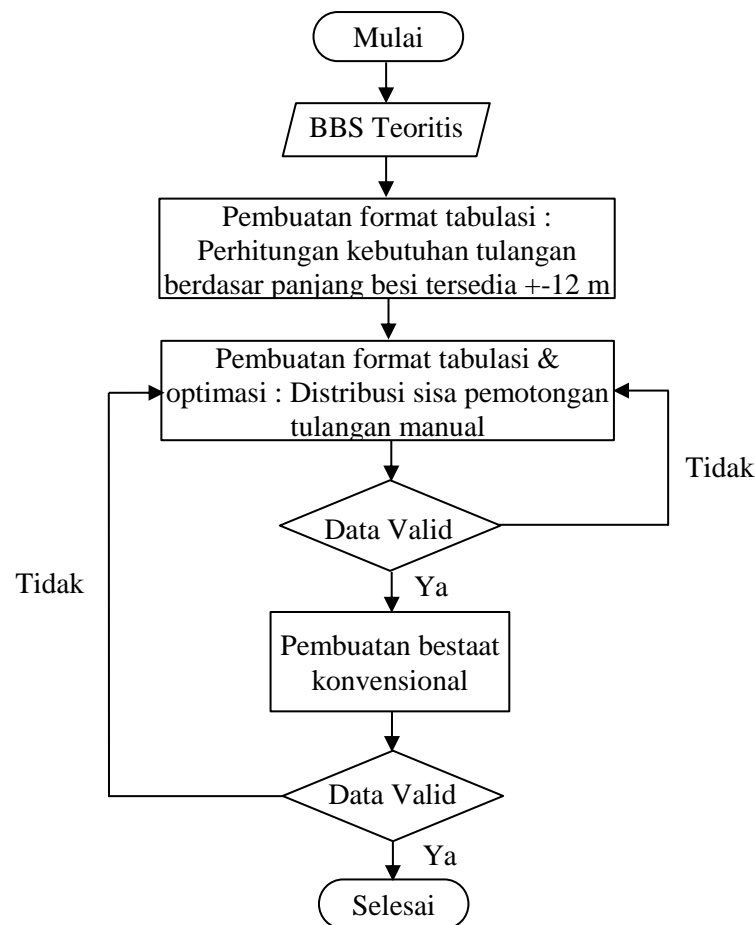 Mulai
BBS Teoritis
Pembuatan format tabulasi :
Perhitungan kebutuhan tulangan
berdasar panjang besi tersedia +-12 m
Pembuatan format tabulasi &
optimasi : Distribusi sisa pemotongan
tulangan manual
Tidak
Data Valid
Tidak
Ya
Pembuatan bestaat
konvensional
Data Valid
Ya
Selesai